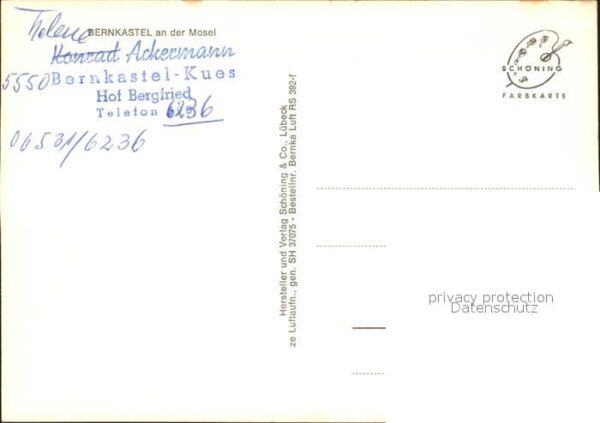 BERNKASTEL an der Mosel
Helene
Konrad Ackermann
5550 Bernkastel-Kues
Hof Bergfried
Telefon 6236
06531/6236
SCHÖNING
FARBKARTE
Hersteller und Verlag Schöning & Co., Lübeck
ze Luftaufn., gen. SH 37075 - Bestellnr. Bernka Luft RS 392-f
privacy protection
Datenschutz